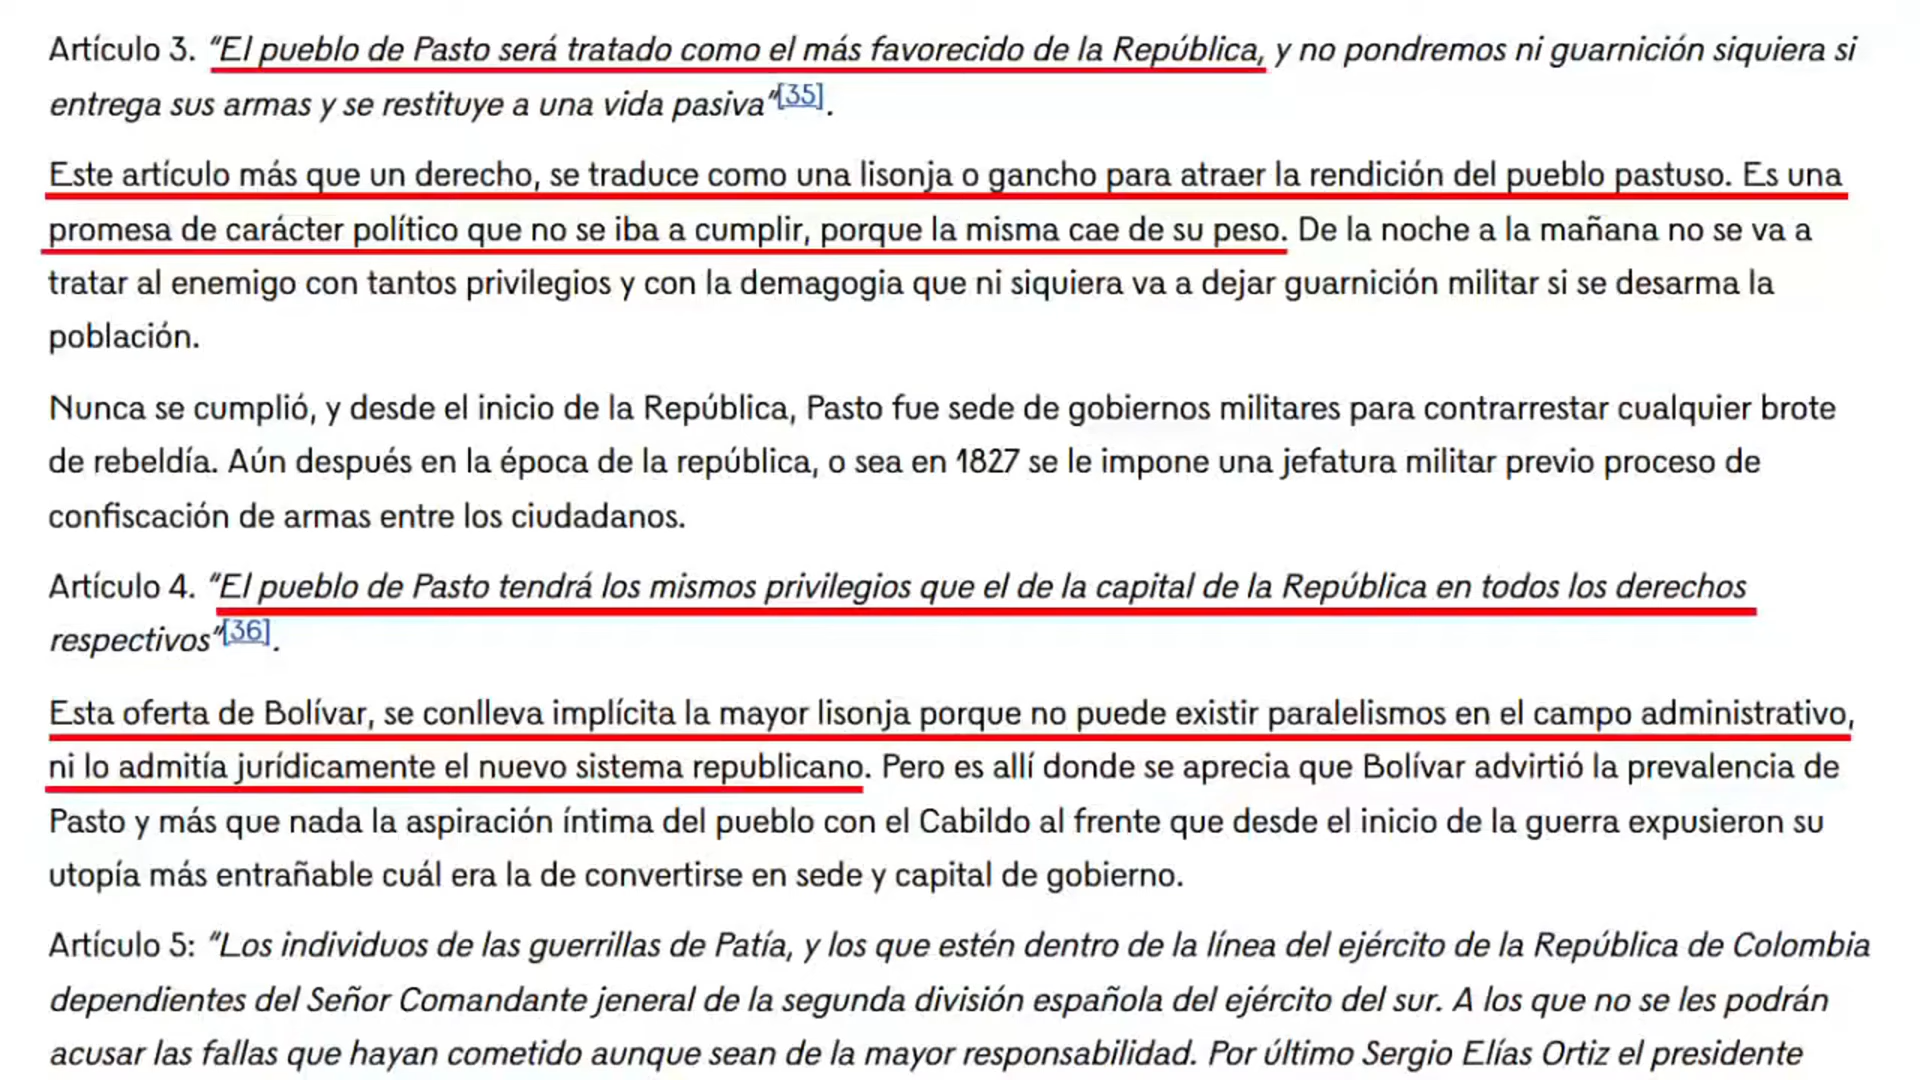 Artículo 3. “El pueblo de Pasto será tratado como el más favorecido de la República, y no pondremos ni guarnición siquiera si
entrega sus armas y se restituye a una vida pasiva”[35].
Este artículo más que un derecho, se traduce como una lisonja o gancho para atraer la rendición del pueblo pastuso. Es una
promesa de carácter político que no se iba a cumplir, porque la misma cae de su peso. De la noche a la mañana no se va a
tratar al enemigo con tantos privilegios y con la demagogia que ni siquiera va a dejar guarnición militar si se desarma la
población.
Nunca se cumplió, y desde el inicio de la República, Pasto fue sede de gobiernos militares para contrarrestar cualquier brote
de rebeldía. Aún después en la época de la república, o sea en 1827 se le impone una jefatura militar previo proceso de
confiscación de armas entre los ciudadanos.
Artículo 4. “El pueblo de Pasto tendrá los mismos privilegios que el de la capital de la República en todos los derechos
respectivos”[36].
Esta oferta de Bolívar, se conlleva implícita la mayor lisonja porque no puede existir paralelismos en el campo administrativo,
ni lo admitía jurídicamente el nuevo sistema republicano. Pero es allí donde se aprecia que Bolívar advirtió la prevalencia de
Pasto y más que nada la aspiración íntima del pueblo con el Cabildo al frente que desde el inicio de la guerra expusieron su
utopía más entrañable cuál era la de convertirse en sede y capital de gobierno.
Artículo 5: “Los individuos de las guerrillas de Patía, y los que estén dentro de la línea del ejército de la República de Colombia
dependientes del Señor Comandante jeneral de la segunda división española del ejército del sur. A los que no se les podrán
acusar las fallas que hayan cometido aunque sean de la mayor responsabilidad. Por último Sergio Elías Ortiz el presidente